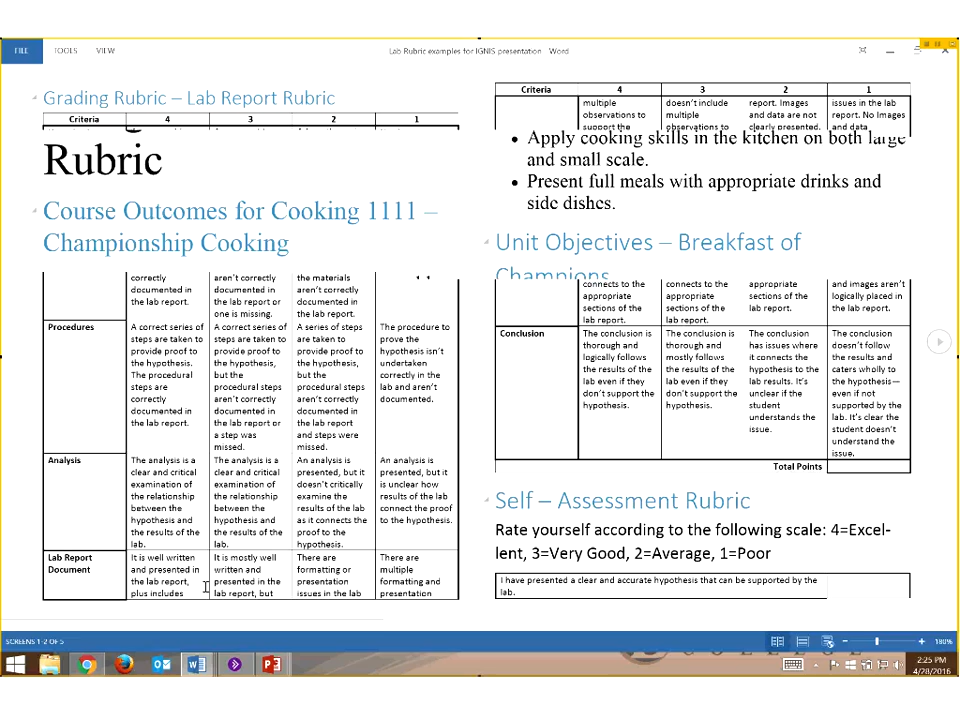 FILE TOOLS VIEW Lab Rubric examples for IGNIS presentation Word
Grading Rubric – Lab Report Rubric
Criteria 4 3 2 1
Rubric
Course Outcomes for Cooking 1111 –
Championship Cooking
correctly
documented in
the lab report.
aren't correctly
documented in
the lab report or
one is missing.
the materials
aren't correctly
documented in
the lab report.
Procedures
A correct series of
steps are taken to
provide proof to
the hypothesis.
The procedural
steps are
correctly
documented in
the lab report.
A correct series of
steps are taken to
provide proof to
the hypothesis,
but the
procedural steps
aren't correctly
documented in
the lab report or
a step was
missed.
A series of steps
are taken to
provide proof to
the hypothesis,
but the
procedural steps
aren't correctly
documented in
the lab report
and steps were
missed.
The procedure to
prove the
hypothesis isn't
undertaken
correctly in the
lab and aren't
documented.
Analysis
The analysis is a
clear and critical
examination of
the relationship
between the
hypothesis and
the results of the
lab.
The analysis is a
clear and critical
examination of
the relationship
between the
hypothesis and
the results of the
lab.
An analysis is
presented, but it
doesn't critically
examine the
results of the lab
as it connects the
proof to the
hypothesis.
An analysis is
presented, but it
is unclear how
results of the lab
connect the proof
to the hypothesis.
Lab Report
Document
It is well written
and presented in
the lab report,
plus includes
It is mostly well
written and
presented in the
lab report, but
There are
formatting or
presentation
issues in the lab
There are
multiple
formatting and
presentation
Criteria 4 3 2 1
multiple
observations to
support the
doesn't include
multiple
observations to
report. Images
and data are not
clearly presented.
issues in the lab
report. No Images
and data
• Apply cooking skills in the kitchen on both large
and small scale.
• Present full meals with appropriate drinks and
side dishes.
Unit Objectives – Breakfast of
Champions
connects to the
appropriate
sections of the
lab report.
connects to the
appropriate
sections of the
lab report.
appropriate
sections of the
lab report.
and images aren't
logically placed in
the lab report.
Conclusion
The conclusion is
thorough and
logically follows
the results of the
lab even if they
don't support the
hypothesis.
The conclusion is
thorough and
mostly follows
the results of the
lab even if they
don't support the
hypothesis.
The conclusion
has issues where
it connects the
hypothesis to the
lab results. It's
unclear if the
student
understands the
issue.
The conclusion
doesn't follow
the results and
caters wholly to
the hypothesis—
even if not
supported by the
lab. It's clear the
student doesn't
understand the
issue.
Total Points
Self – Assessment Rubric
Rate yourself according to the following scale: 4=Excel-
lent, 3=Very Good, 2=Average, 1=Poor
I have presented a clear and accurate hypothesis that can be supported by the
lab.
SCREENS 1-2 OF 5 180%
2:25 PM
4/28/2016